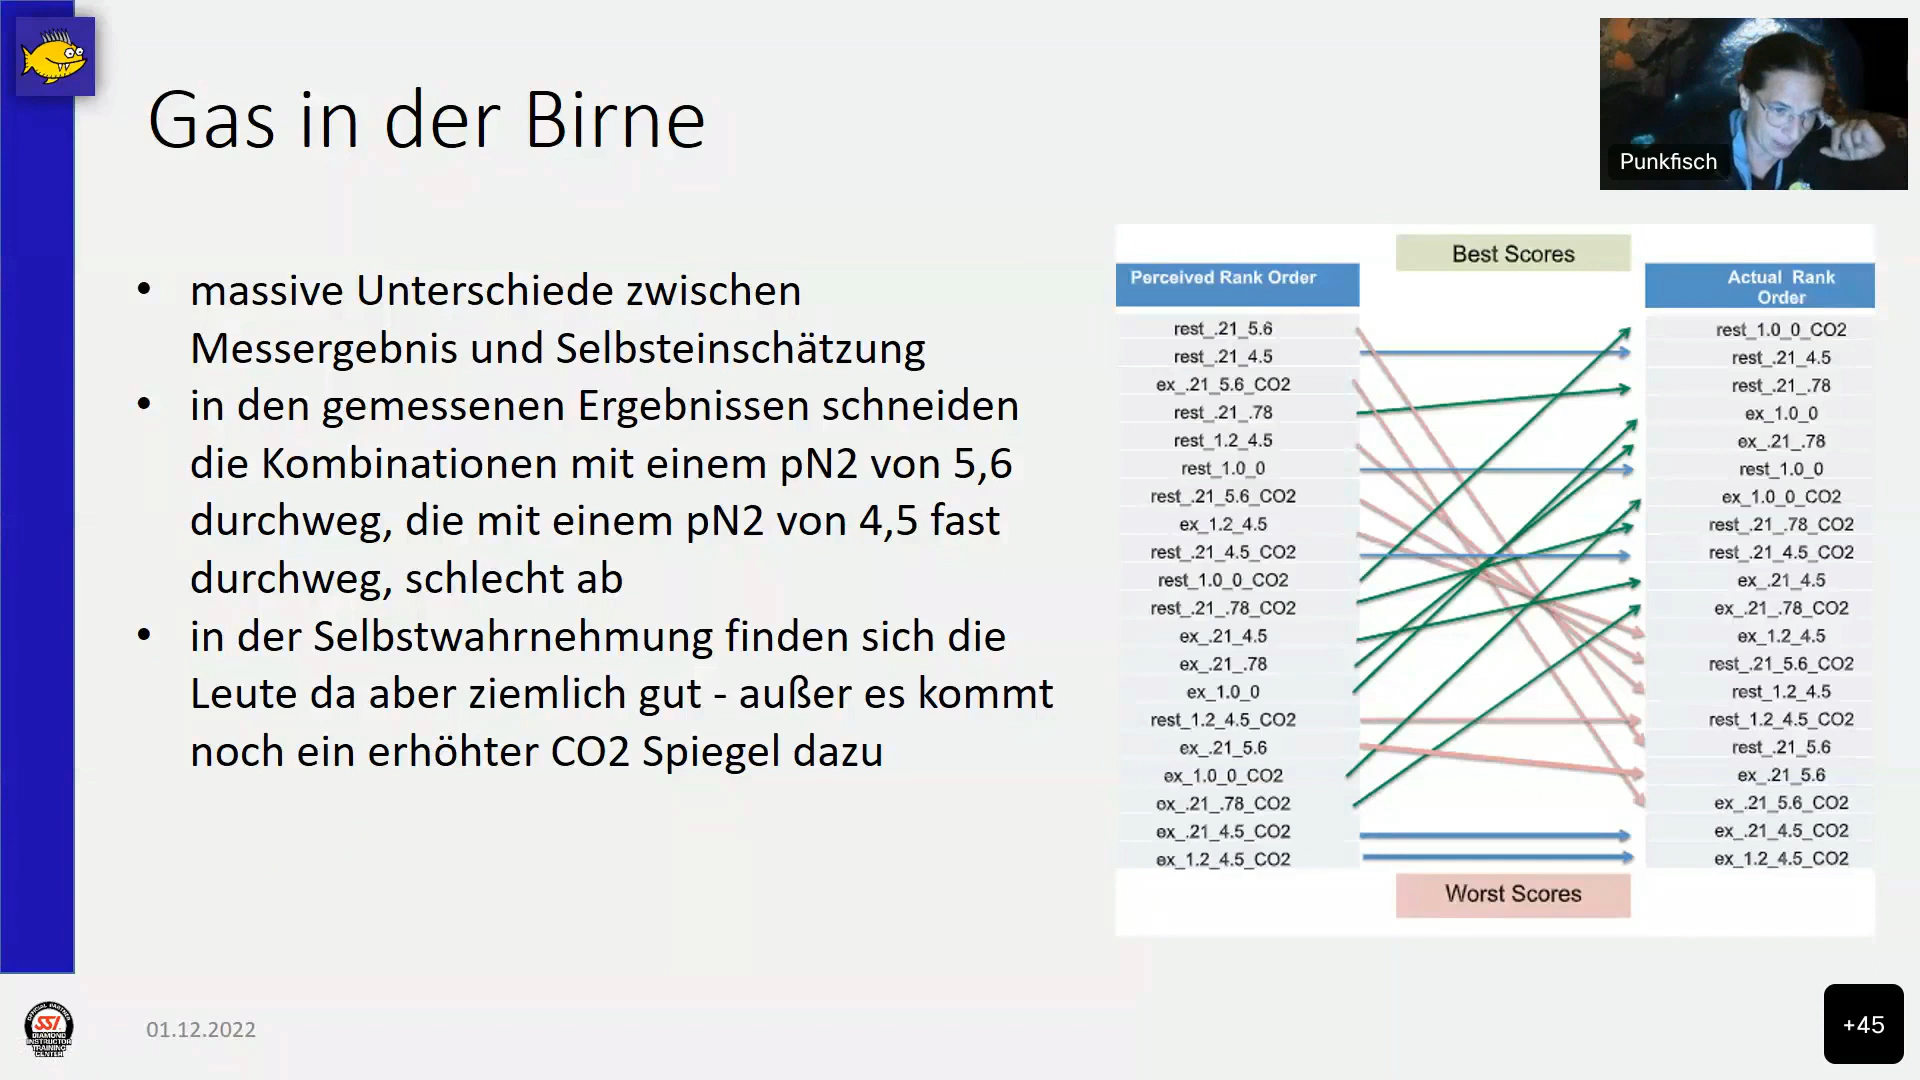 Gas in der Birne
Punkfisch
• massive Unterschiede zwischen
Messergebnis und Selbsteinschätzung
• in den gemessenen Ergebnissen schneiden
die Kombinationen mit einem pN2 von 5,6
durchweg, die mit einem pN2 von 4,5 fast
durchweg, schlecht ab
• in der Selbstwahrnehmung finden sich die
Leute da aber ziemlich gut - außer es kommt
noch ein erhöhter CO2 Spiegel dazu
Best Scores
Perceived Rank Order
rest_.21_5.6
rest_.21_4.5
ex_.21_5.6_CO2
rest_.21_.78
rest_1.2_4.5
rest_1.0_0
rest_.21_5.6_CO2
ex_1.2_4.5
rest_.21_4.5_CO2
rest_1.0_0_CO2
rest_.21_.78_CO2
ex_.21_4.5
ex_.21_.78
ex_1.0_0
rest_1.2_4.5_CO2
ex_.21_5.6
ex_1.0_0_CO2
ex_.21_.78_CO2
ex_.21_4.5_CO2
ex_1.2_4.5_CO2
Actual Rank
Order
rest_1.0_0_CO2
rest_.21_4.5
rest_.21_.78
ex_1.0_0
ex_.21_.78
rest_1.0_0
ex_1.0_0_CO2
rest_.21_.78_CO2
rest_.21_4.5_CO2
ex_.21_4.5
ex_.21_.78_CO2
ex_1.2_4.5
rest_.21_5.6_CO2
rest_1.2_4.5
rest_1.2_4.5_CO2
rest_.21_5.6
ex_.21_5.6
ex_.21_5.6_CO2
ex_.21_4.5_CO2
ex_1.2_4.5_CO2
Worst Scores
SSI
DIAMOND
INSTRUCTOR
TRAINING
CENTER
01.12.2022
+45